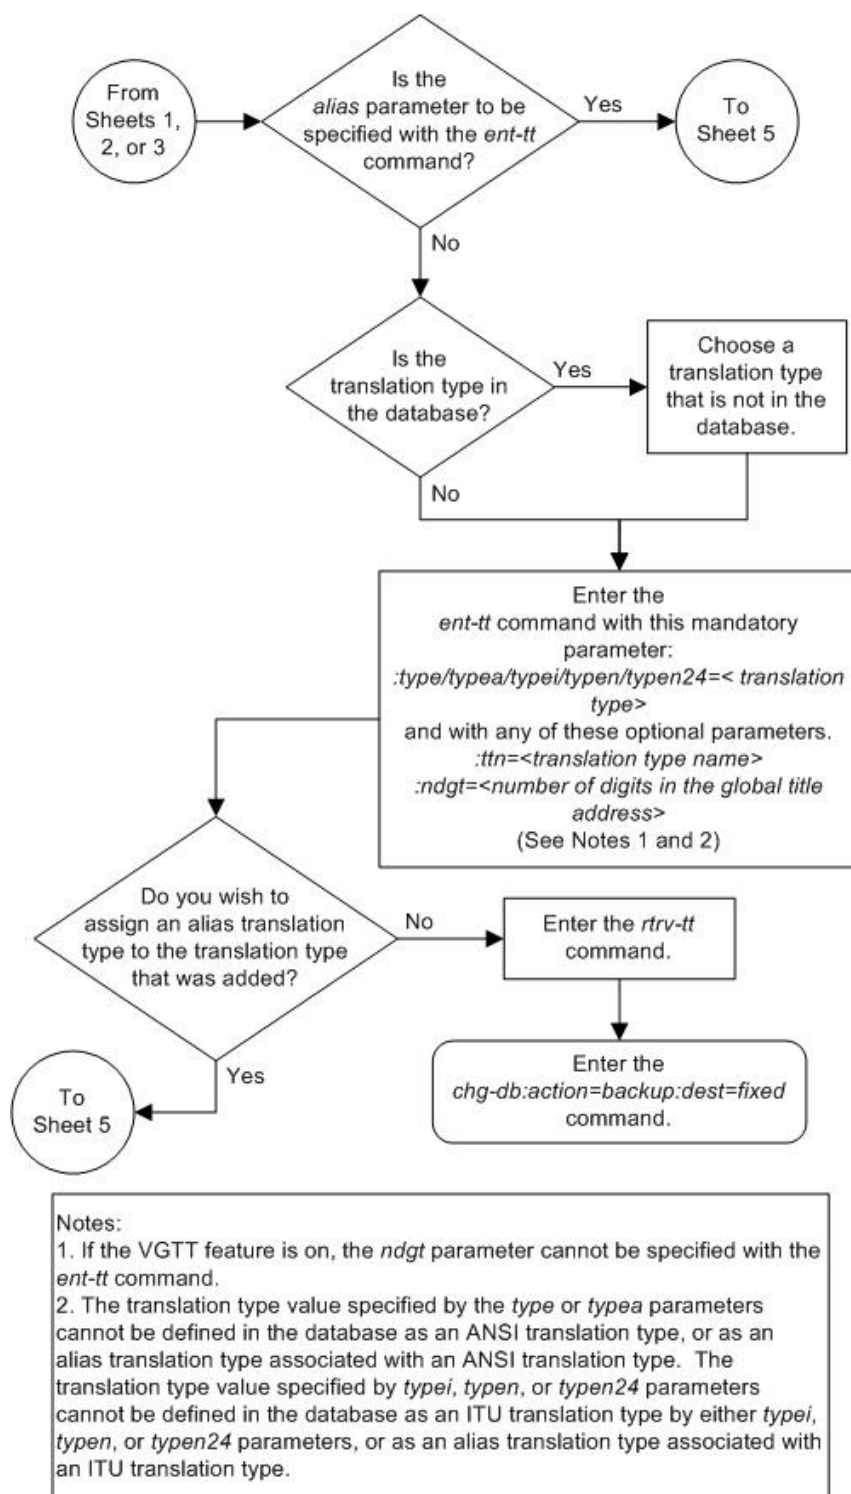 From
Sheets 1,
2, or 3
Is the
alias parameter to be
specified with the ent-tt
command?
Yes
To
Sheet 5
No
Is the
translation type in
the database?
Yes
Choose a
translation type
that is not in the
database.
No
Enter the
ent-tt command with this mandatory
parameter:
:type/typea/typei/typen/typen24=< translation
type>
and with any of these optional parameters.
:ttn=<translation type name>
:ndgt=<number of digits in the global title
address>
(See Notes 1 and 2)
Do you wish to
assign an alias translation
type to the translation type
that was added?
No
Enter the rtrv-tt
command.
Yes
To
Sheet 5
Enter the
chg-db:action=backup:dest=fixed
command.
Notes:
1. If the VGTT feature is on, the ndgt parameter cannot be specified with the
ent-tt command.
2. The translation type value specified by the type or typea parameters
cannot be defined in the database as an ANSI translation type, or as an
alias translation type associated with an ANSI translation type.  The
translation type value specified by typei, typen, or typen24 parameters
cannot be defined in the database as an ITU translation type by either typei,
typen, or typen24 parameters, or as an alias translation type associated with
an ITU translation type.